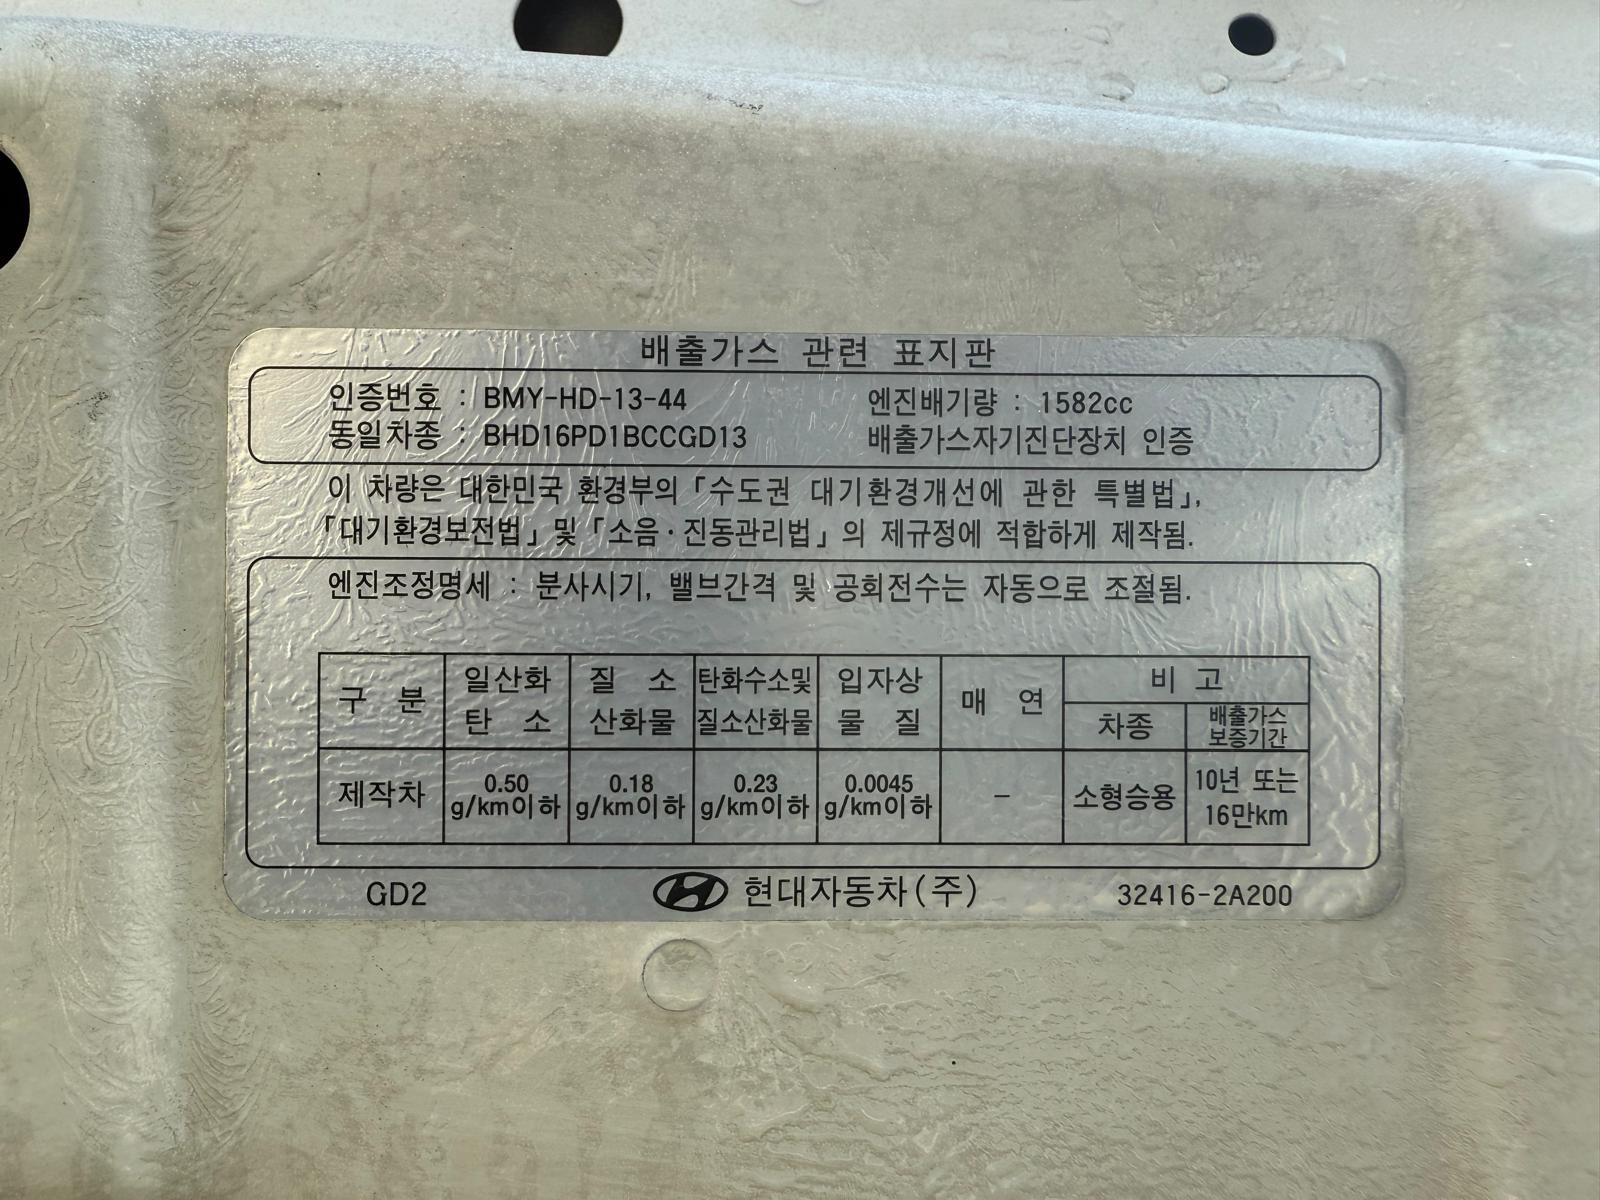 배출가스 관련 표지판
인증번호 : BMY-HD-13-44 엔진배기량 : 1582cc
동일차종 : BHD16PD1BCCGD13 배출가스자기진단장치 인증
이 차량은 대한민국 환경부의 「수도권 대기환경개선에 관한 특별법」,
「대기환경보전법」 및 「소음·진동관리법」의 제규정에 적합하게 제작됨.
엔진조정명세 : 분사시기, 밸브간격 및 공회전수는 자동으로 조절됨.
구 분 일산화 탄 소 질 소 산화물 탄화수소및 질소산화물 입자상 물 질 매 연 비 고
차종 배출가스 보증기간
제작차 0.50 g/km이하 0.18 g/km이하 0.23 g/km이하 0.0045 g/km이하 - 소형승용 10년 또는 16만km
GD2 현대자동차(주) 32416-2A200